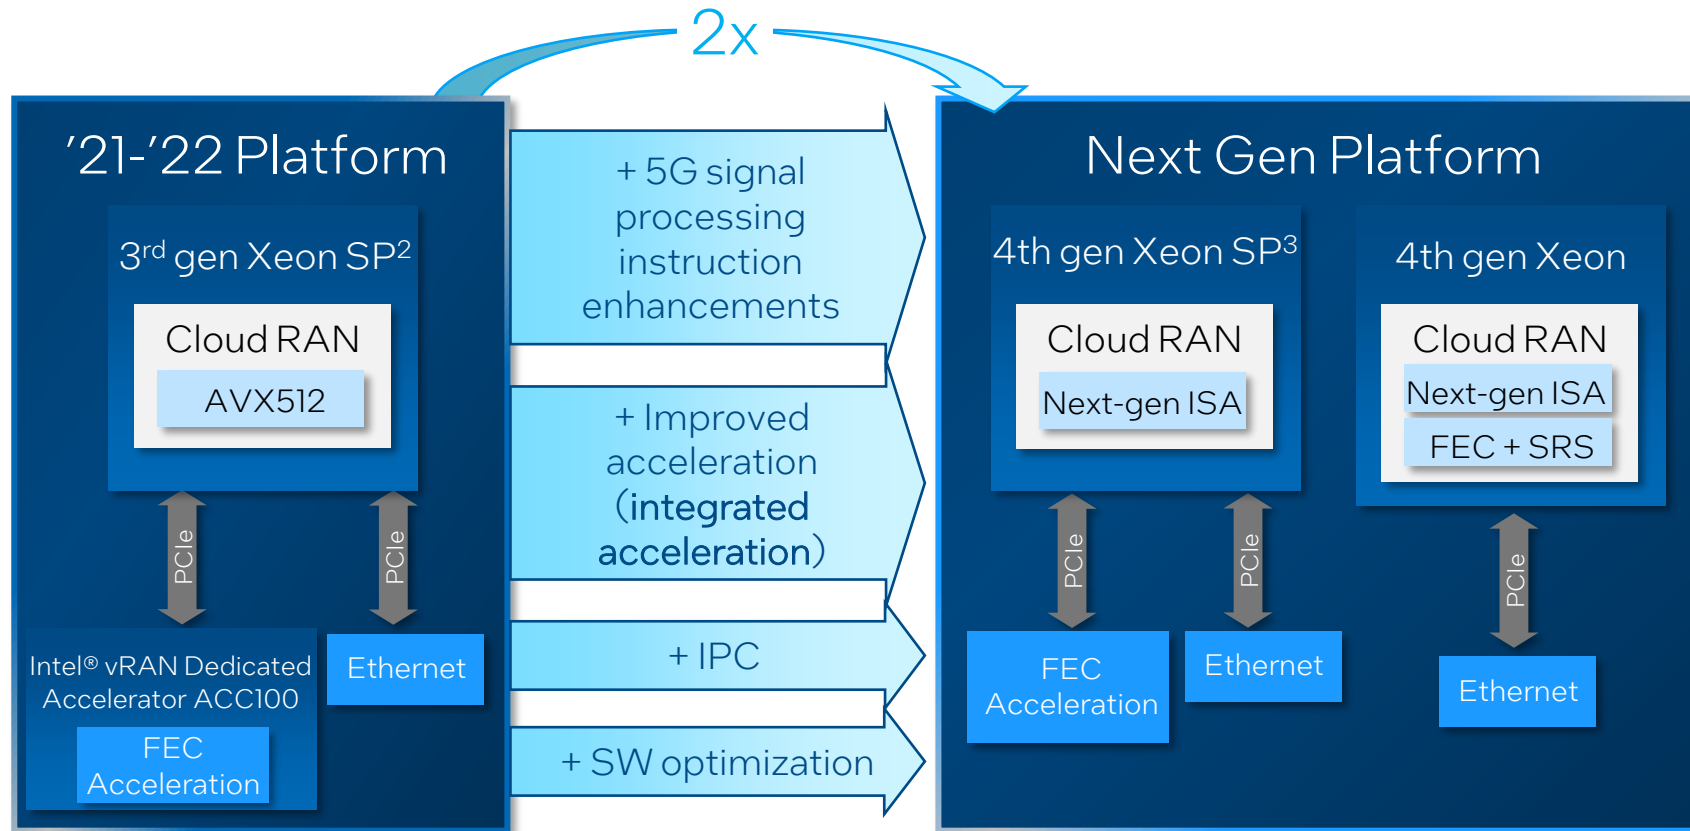 2x
’21-’22 Platform
3rd gen Xeon SP2
Cloud RAN
AVX512
PCIe
PCIe
Intel® vRAN Dedicated
Accelerator ACC100
FEC
Acceleration
Ethernet
+ 5G signal
processing
instruction
enhancements
+ Improved
acceleration
(integrated
acceleration)
+ IPC
+ SW optimization
Next Gen Platform
4th gen Xeon SP3
Cloud RAN
Next-gen ISA
PCIe
PCIe
FEC
Acceleration
Ethernet
4th gen Xeon
Cloud RAN
Next-gen ISA
FEC + SRS
PCIe
Ethernet